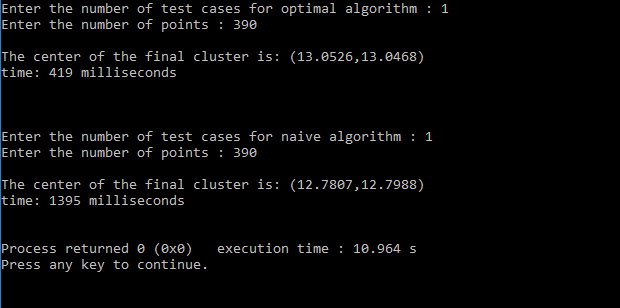 Enter the number of test cases for optimal algorithm : 1
Enter the number of points : 390
The center of the final cluster is: (13.0526,13.0468)
time: 419 milliseconds
Enter the number of test cases for naive algorithm : 1
Enter the number of points : 390
The center of the final cluster is: (12.7807,12.7988)
time: 1395 milliseconds
Process returned 0 (0x0)   execution time : 10.964 s
Press any key to continue.